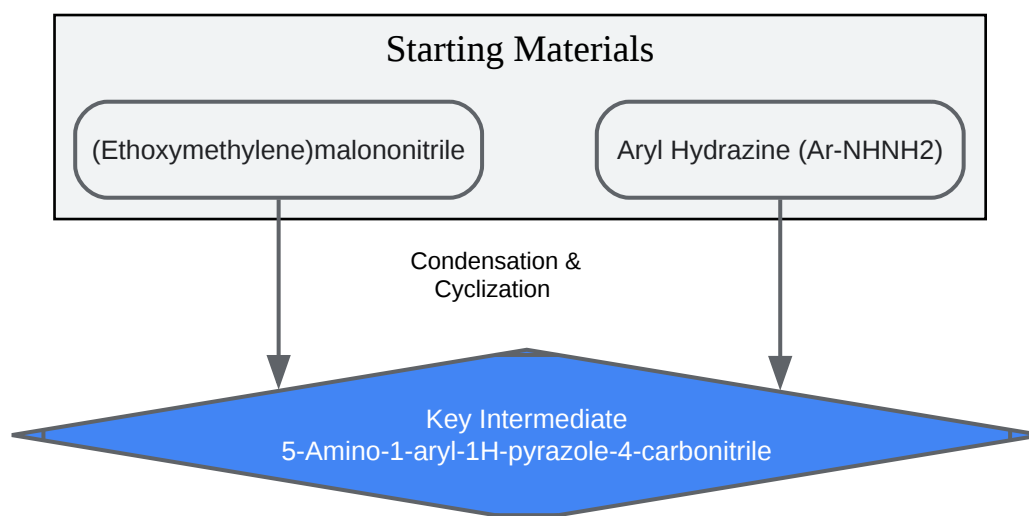 Starting Materials
(Ethoxymethylene)malononitrile
Aryl Hydrazine (Ar-NHNH2)
Condensation &
Cyclization
Key Intermediate
5-Amino-1-aryl-1H-pyrazole-4-carbonitrile